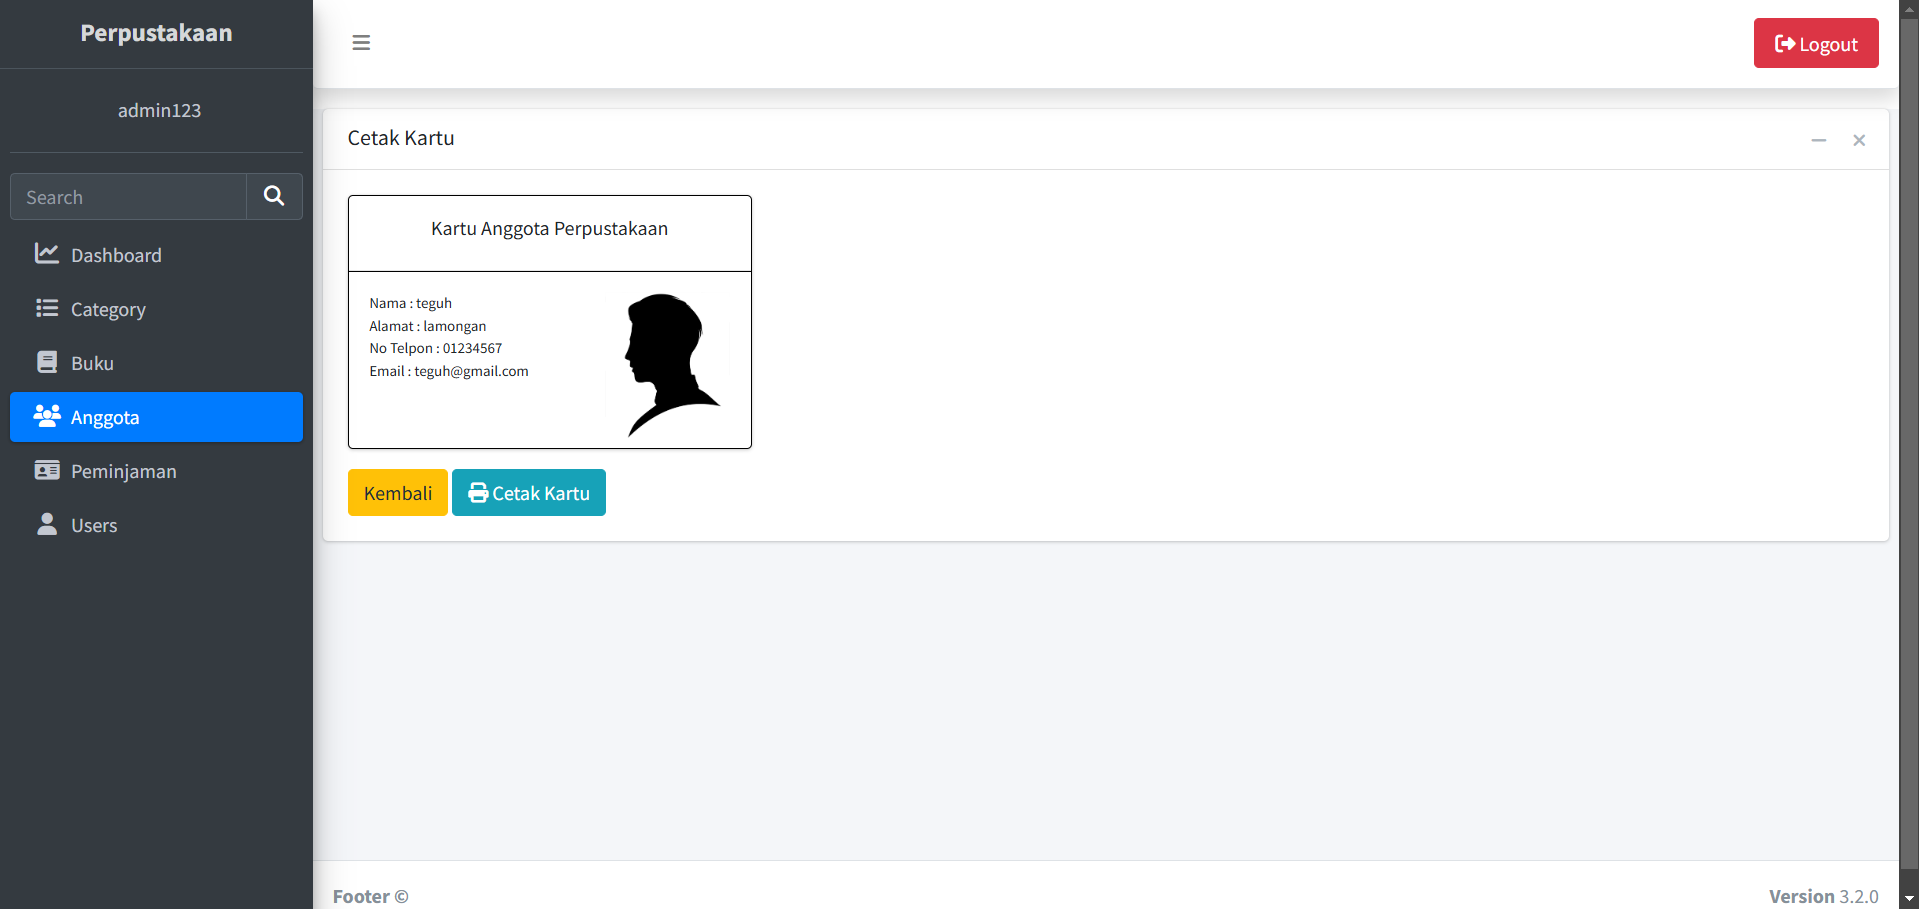 Perpustakaan
admin123
Search
Dashboard
Category
Buku
Anggota
Peminjaman
Users
Logout
Cetak Kartu
Kartu Anggota Perpustakaan
Nama : teguh
Alamat : lamongan
No Telpon : 01234567
Email : teguh@gmail.com
Kembali
Cetak Kartu
Footer ©
Version 3.2.0